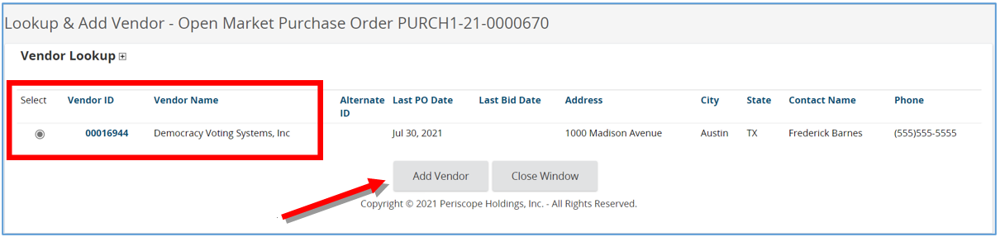 Lookup & Add Vendor - Open Market Purchase Order PURCH1-21-0000670
Vendor Lookup
Select Vendor ID Vendor Name Alternate ID Last PO Date Last Bid Date Address City State Contact Name Phone
00016944 Democracy Voting Systems, Inc Jul 30, 2021 1000 Madison Avenue Austin TX Frederick Barnes (555)555-5555
Add Vendor Close Window
Copyright © 2021 Periscope Holdings, Inc. - All Rights Reserved.